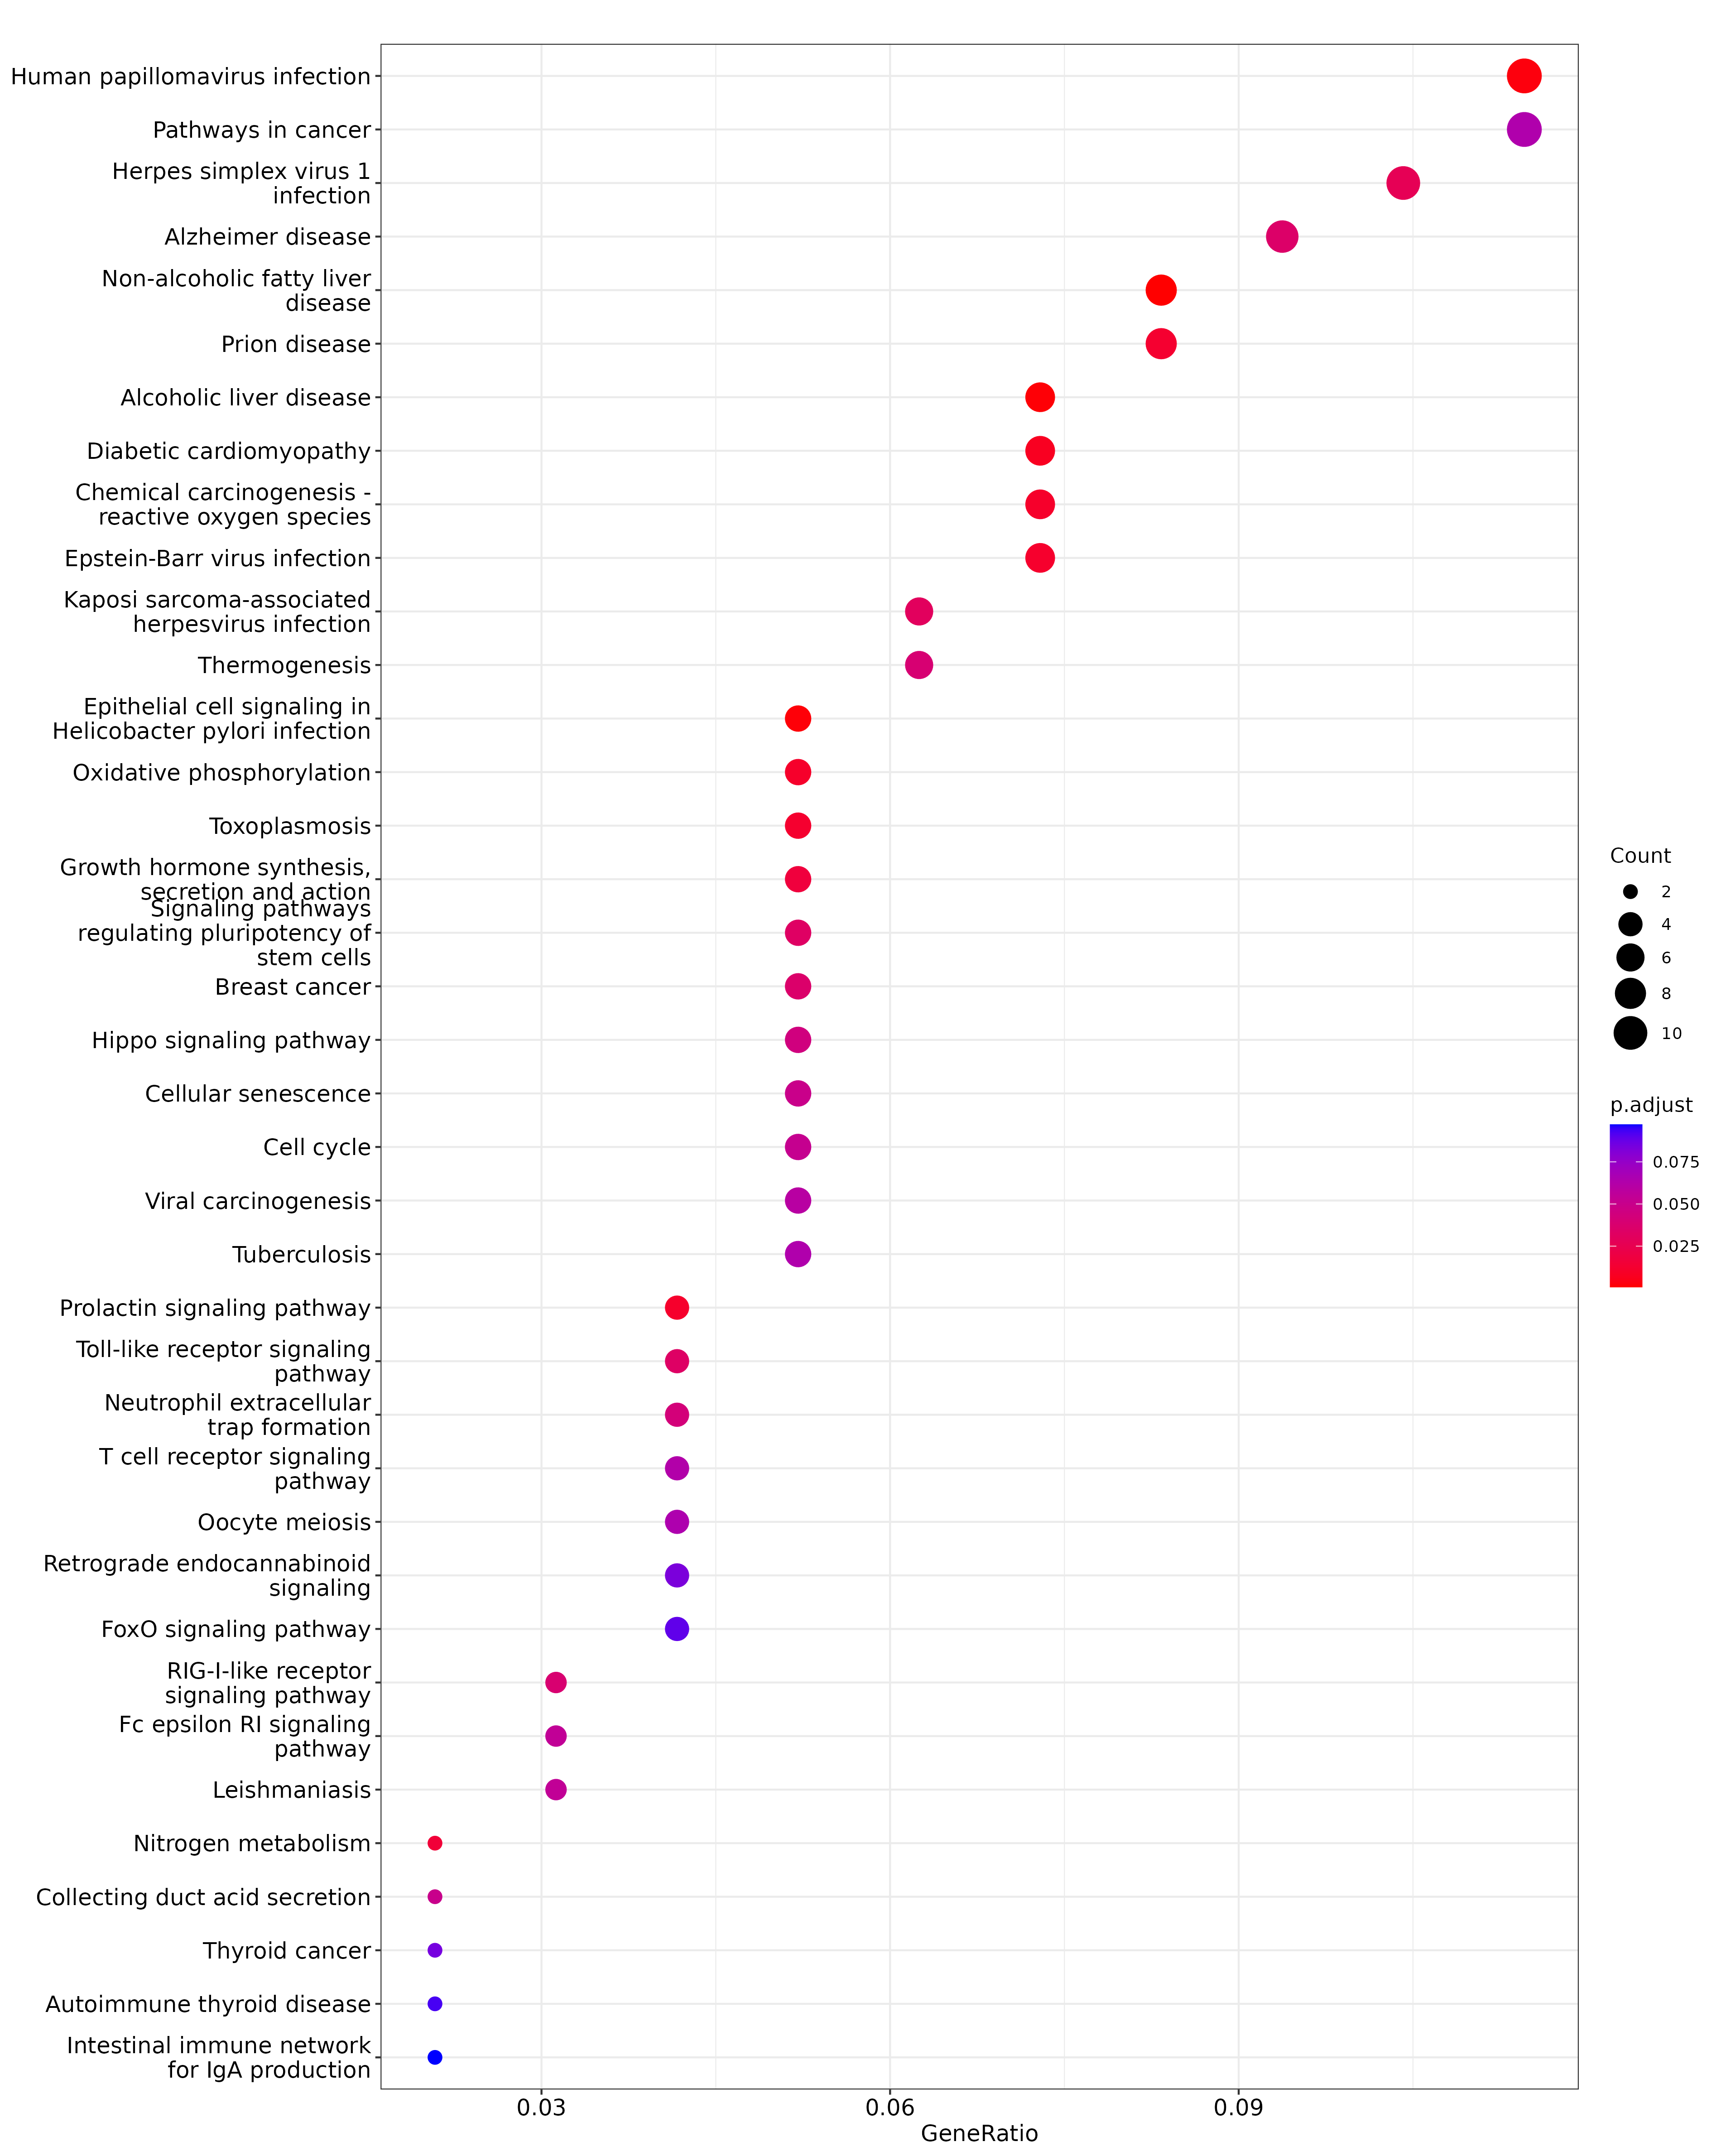 Human papillomavirus infection
Pathways in cancer
Herpes simplex virus 1
infection
Alzheimer disease
Non-alcoholic fatty liver
disease
Prion disease
Alcoholic liver disease
Diabetic cardiomyopathy
Chemical carcinogenesis -
reactive oxygen species
Epstein-Barr virus infection
Kaposi sarcoma-associated
herpesvirus infection
Thermogenesis
Epithelial cell signaling in
Helicobacter pylori infection
Oxidative phosphorylation
Toxoplasmosis
Growth hormone synthesis,
secretion and action
Signaling pathways
regulating pluripotency of
stem cells
Breast cancer
Hippo signaling pathway
Cellular senescence
Cell cycle
Viral carcinogenesis
Tuberculosis
Prolactin signaling pathway
Toll-like receptor signaling
pathway
Neutrophil extracellular
trap formation
T cell receptor signaling
pathway
Oocyte meiosis
Retrograde endocannabinoid
signaling
FoxO signaling pathway
RIG-I-like receptor
signaling pathway
Fc epsilon RI signaling
pathway
Leishmaniasis
Nitrogen metabolism
Collecting duct acid secretion
Thyroid cancer
Autoimmune thyroid disease
Intestinal immune network
for IgA production
0.03
0.06
0.09
GeneRatio
Count
2
4
6
8
10
p.adjust
0.075
0.050
0.025